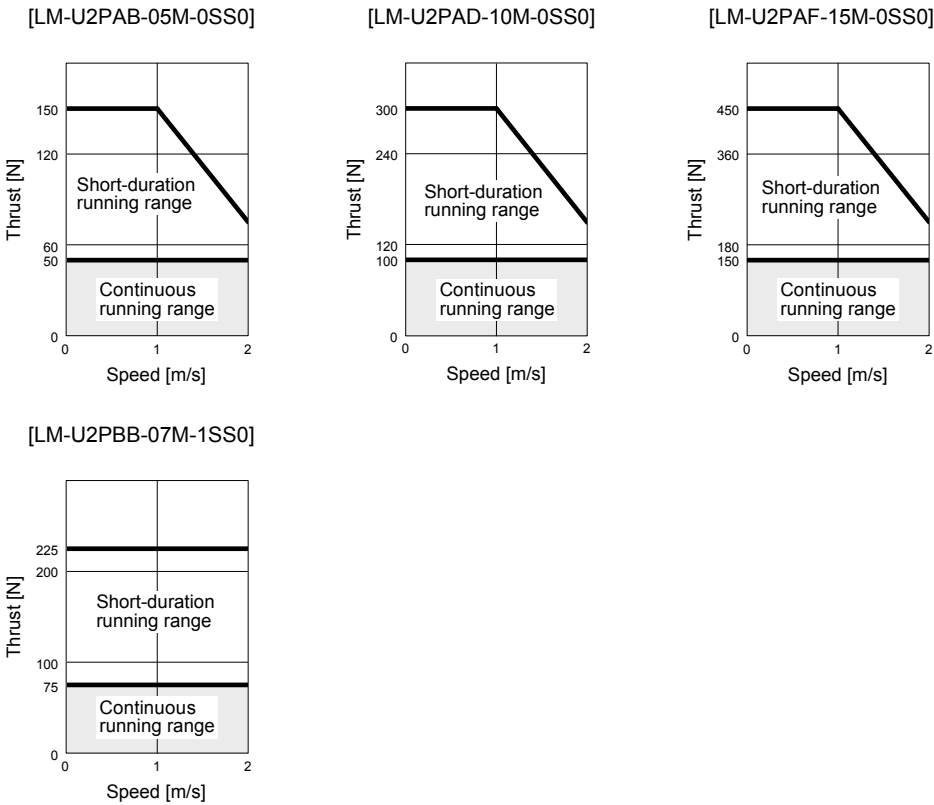 [LM-U2PAB-05M-0SS0]
150
120
60
50
0
Thrust [N]
Short-duration
running range
Continuous
running range
0
1
2
Speed [m/s]
[LM-U2PAD-10M-0SS0]
300
240
120
100
0
Thrust [N]
Short-duration
running range
Continuous
running range
0
1
2
Speed [m/s]
[LM-U2PAF-15M-0SS0]
450
360
180
150
0
Thrust [N]
Short-duration
running range
Continuous
running range
0
1
2
Speed [m/s]
[LM-U2PBB-07M-1SS0]
225
200
100
75
0
Thrust [N]
Short-duration
running range
Continuous
running range
0
1
2
Speed [m/s]